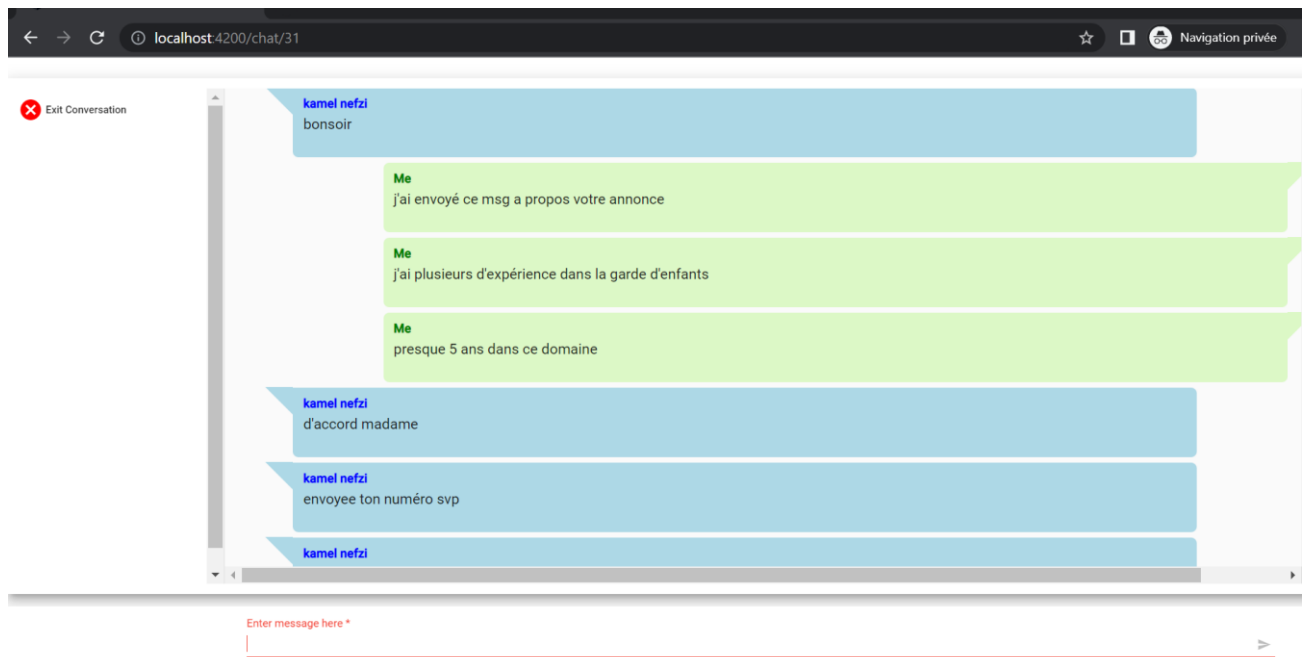 localhost:4200/chat/31
Navigation privée
Exit Conversation
kamel nefzi
bonsoir
Me
j'ai envoyé ce msg a propos votre annonce
Me
j'ai plusieurs d'expérience dans la garde d'enfants
Me
presque 5 ans dans ce domaine
kamel nefzi
d'accord madame
kamel nefzi
envoyee ton numéro svp
kamel nefzi
Enter message here *